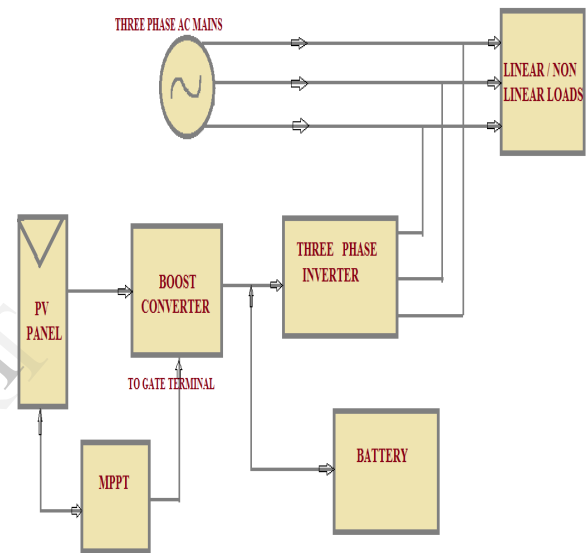 THREE PHASE AC MAINS
LINEAR / NON
LINEAR LOADS
THREE PHASE
INVERTER
BOOST
CONVERTER
PV
PANEL
TO GATE TERMINAL
MPPT
BATTERY